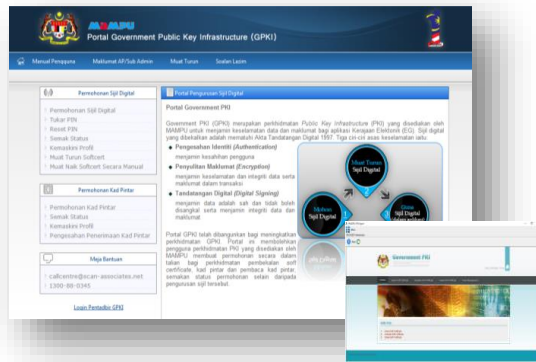 MAMPU
Portal Government Public Key Infrastructure (GPKI)
Manual Pengguna Maklumat AP/Sub Admin Muat Turun Soalan Lazim
Permohonan Sijil Digital
Permohonan Sijil Digital
Tukar PIN
Reset PIN
Semak Status
Kemaskini Profil
Muat Turun Softcert
Muat Naik Softcert Secara Manual
Permohonan Kad Pintar
Permohonan Kad Pintar
Semak Status
Kemaskini Profil
Pengesahan Penerimaan Kad Pintar
Meja Bantuan
callcentre@scan-associates.net
1300-88-0345
Login Pentadbir GPKI
Portal Pengurusan Sijil Digital
Portal Government PKI
Government PKI (GPKI) merupakan perkhidmatan Public Key Infrastructure (PKI) yang disediakan oleh
MAMPU untuk menjamin keselamatan data dan maklumat bagi aplikasi Kerajaan Elektronik (EG). Sijil digital
yang dibekalkan adalah mematuhi Akta Tandatangan Digital 1997. Tiga ciri-ciri asas keselamatan iaitu:
Pengenahan Identiti (Authentication)
menjamin kesahihan pengguna
Penyulitan Maklumat (Encryption)
menjamin keselamatan dan integriti data serta
maklumat dalam transaksi
Tandatangan Digital (Digital Signing)
menjamin data adalah sah dan tidak boleh
disangkal serta menjamin integriti data dan
maklumat
Portal GPKI telah dibangunkan bagi meningkatkan
perkhidmatan GPKI. Portal ini membolehkan
pengguna perkhidmatan PKI yang disediakan oleh
MAMPU membuat permohonan secara dalam
talian bagi perkhidmatan pembekalan soft
certificate, kad pintar dan pembaca kad pintar,
semakan status permohonan selain daripada
pengurusan sijil tersebut.
Muat Turun
Sijil Digital
Mohon
Sijil Digital
Guna
Sijil Digital
Government PKI